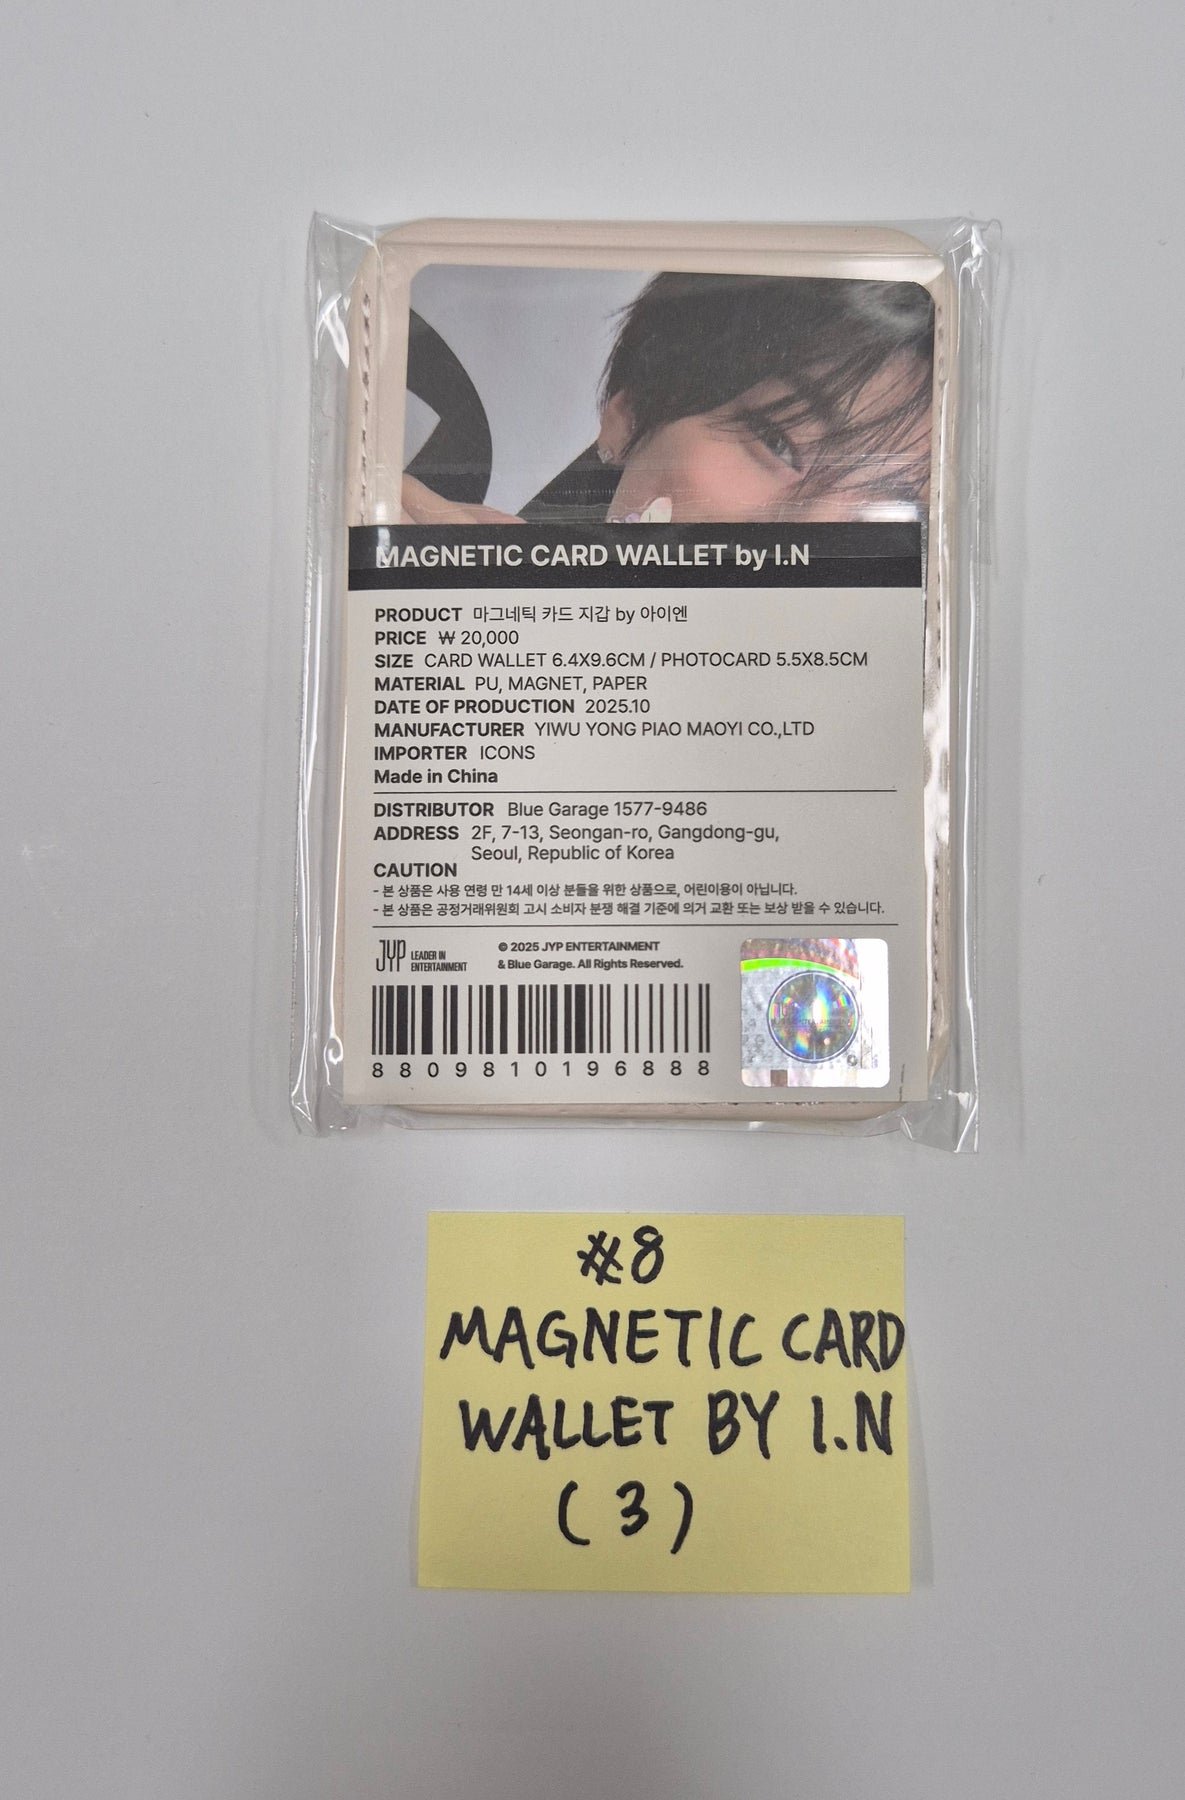 MAGNETIC CARD WALLET by I.N
PRODUCT 마그네틱 카드 지갑 by 아이엔
PRICE ₩ 20,000
SIZE CARD WALLET 6.4X9.6CM / PHOTOCARD 5.5X8.5CM
MATERIAL PU, MAGNET, PAPER
DATE OF PRODUCTION 2025.10
MANUFACTURER YIWU YONG PIAO MAOYI CO.,LTD
IMPORTER ICONS
Made in China
DISTRIBUTOR Blue Garage 1577-9486
ADDRESS 2F, 7-13, Seongan-ro, Gangdong-gu,
Seoul, Republic of Korea
CAUTION
- 본 상품은 사용 연령 만 14세 이상 분들을 위한 상품으로, 어린이용이 아닙니다.
- 본 상품은 공정거래위원회 고시 소비자 분쟁 해결 기준에 의거 교환 또는 보상 받을 수 있습니다.
JYP LEADER IN
ENTERTAINMENT
© 2025 JYP ENTERTAINMENT
& Blue Garage. All Rights Reserved.
8809810196888
#8
MAGNETIC CARD
WALLET BY I.N
(3)